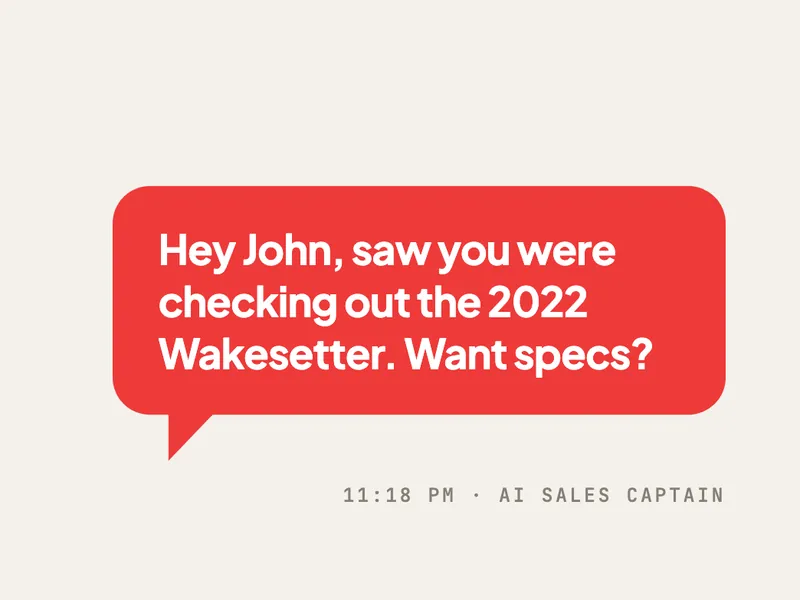 Hey John, saw you were
checking out the 2022
Wakesetter. Want specs?
11:18 PM · AI SALES CAPTAIN